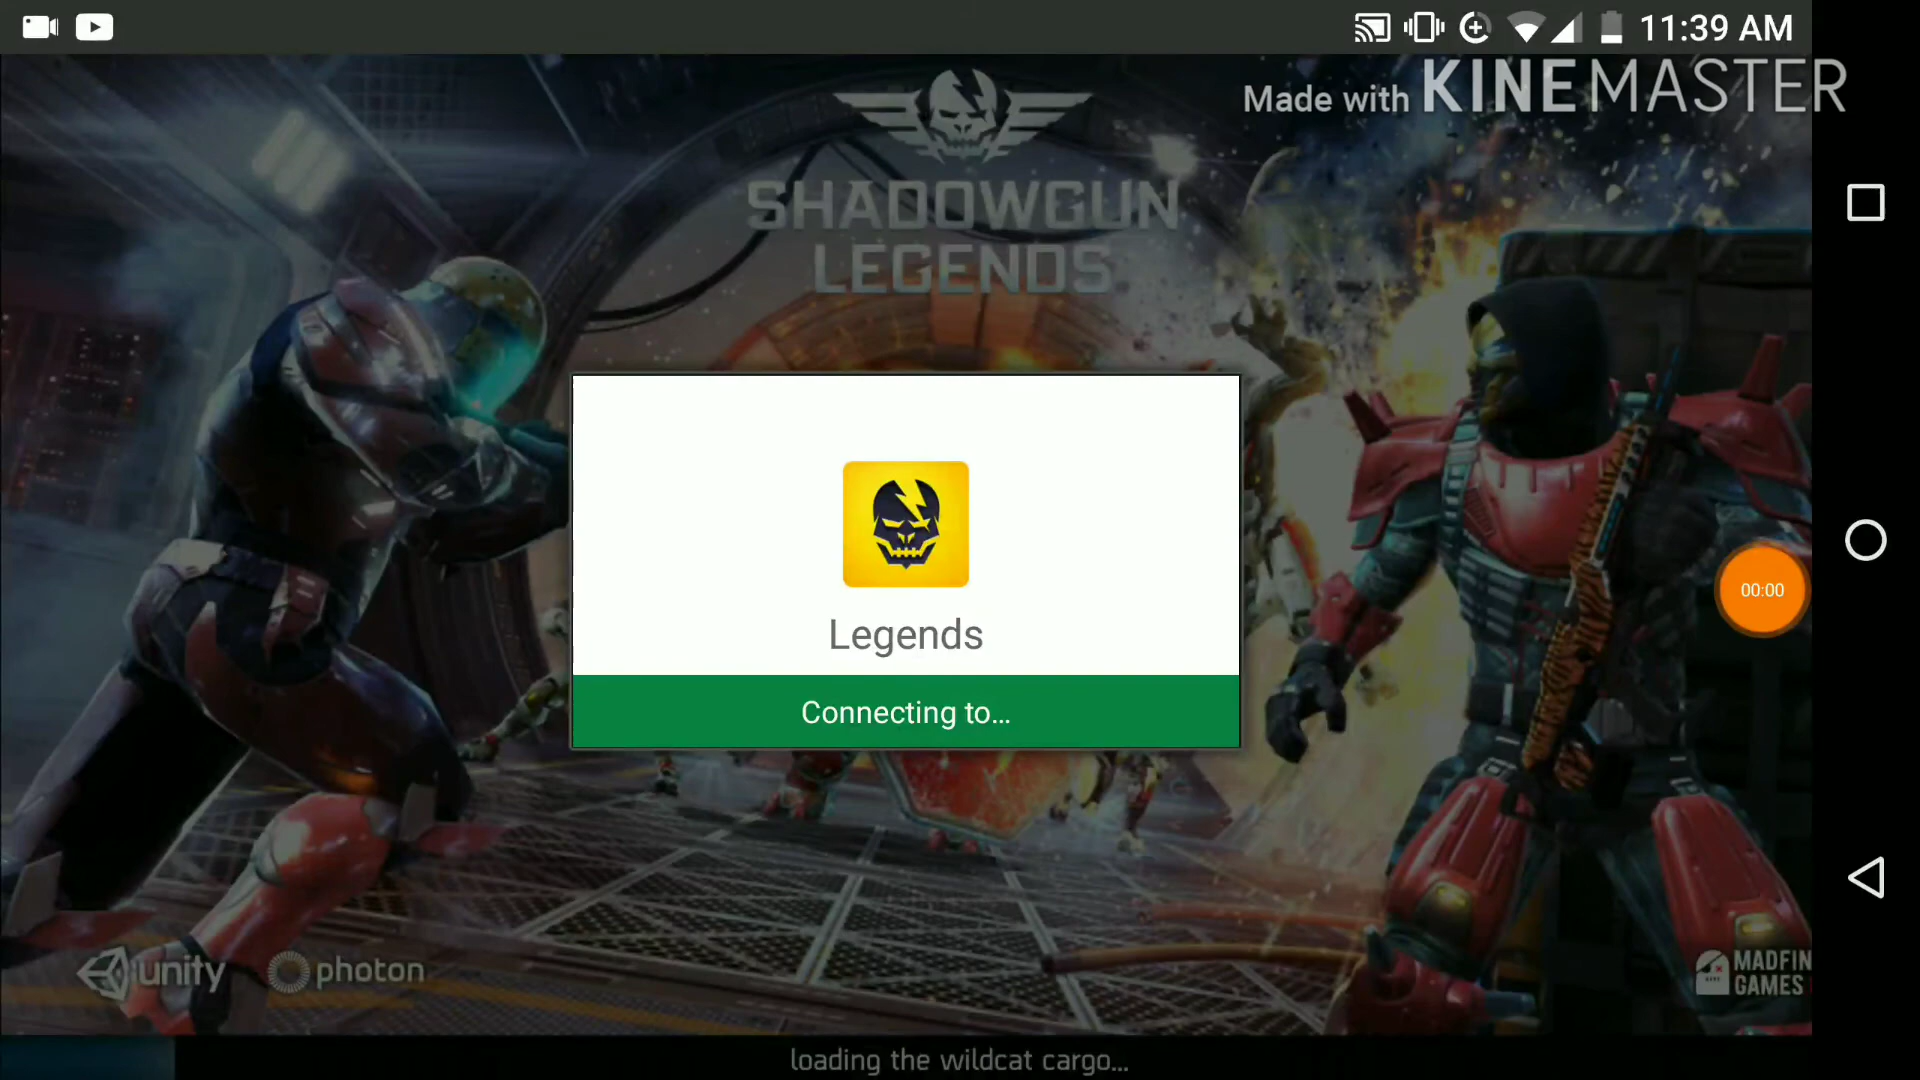 11:39 AM
Made with KINEMASTER
SHADOWGUN
LEGENDS
Legends
Connecting to...
00:00
unity photon
MADFIN
GAMES
loading the wildcat cargo...